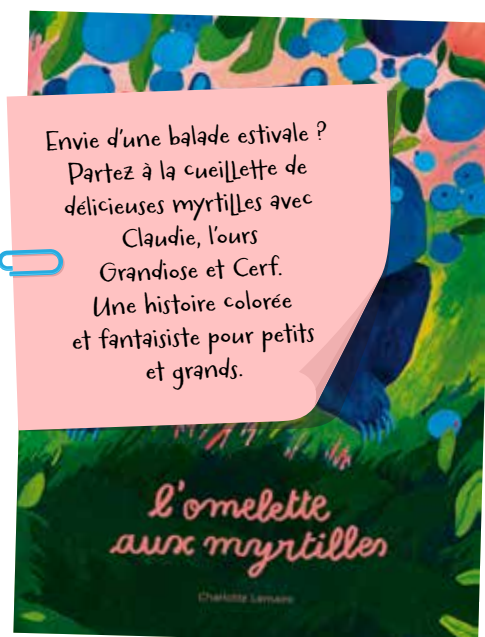 Envie d'une balade estivale ?
Partez à la cueillette de
délicieuses myrtilles avec
Claudie, l'ours
Grandiose et Cerf.
Une histoire colorée
et fantaisiste pour petits
et grands.
l'omelette
aux myrtilles
Charlotte Lemaire